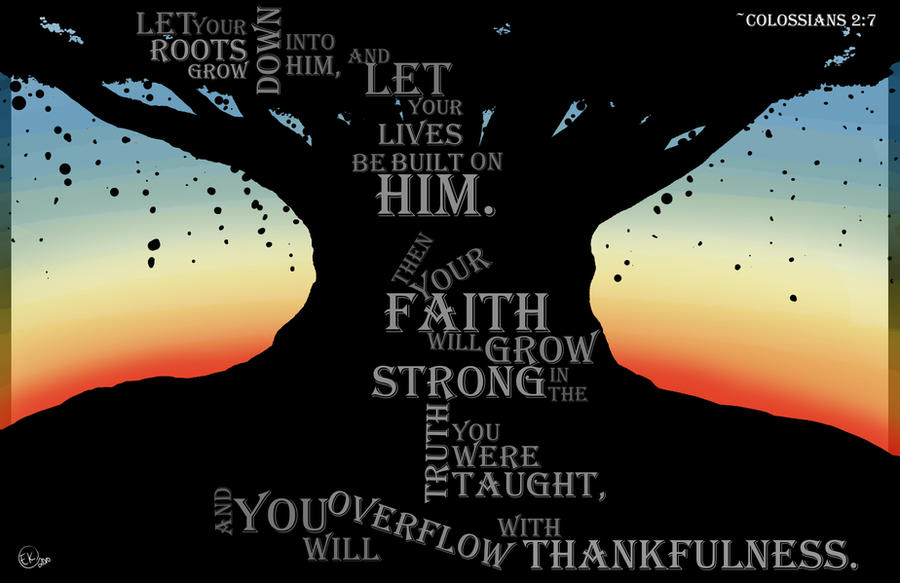 ~COLOSSIANS 2:7
LET YOUR
ROOTS
GROW
DOWN
INTO
HIM,
AND
LET
YOUR
LIVES
BE BUILT ON
HIM.
THEN
YOUR
FAITH
WILL GROW
STRONG
IN
THE
TRUTH
YOU
WERE
TAUGHT,
AND
YOU
WILL
OVERFLOW
WITH
THANKFULNESS.
EK